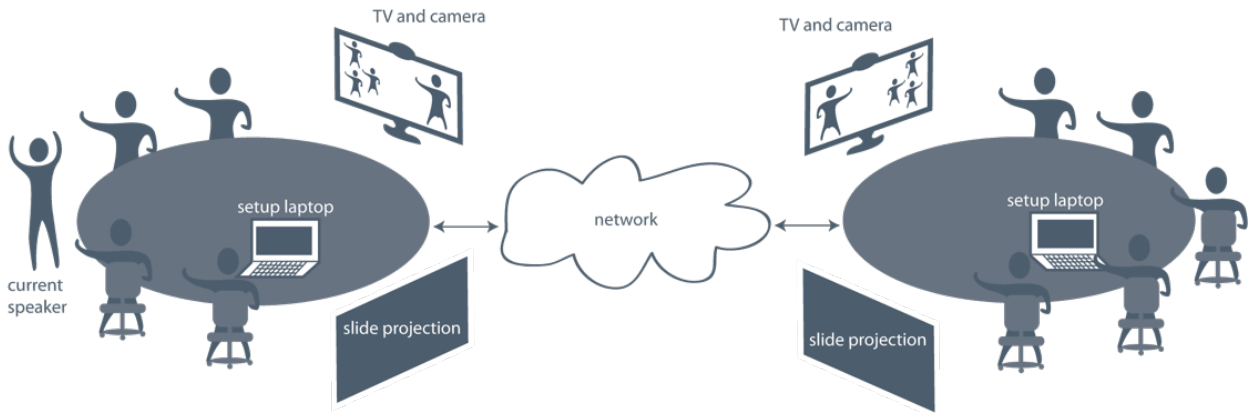 TV and camera
TV and camera
setup laptop
setup laptop
network
current
speaker
slide projection
slide projection